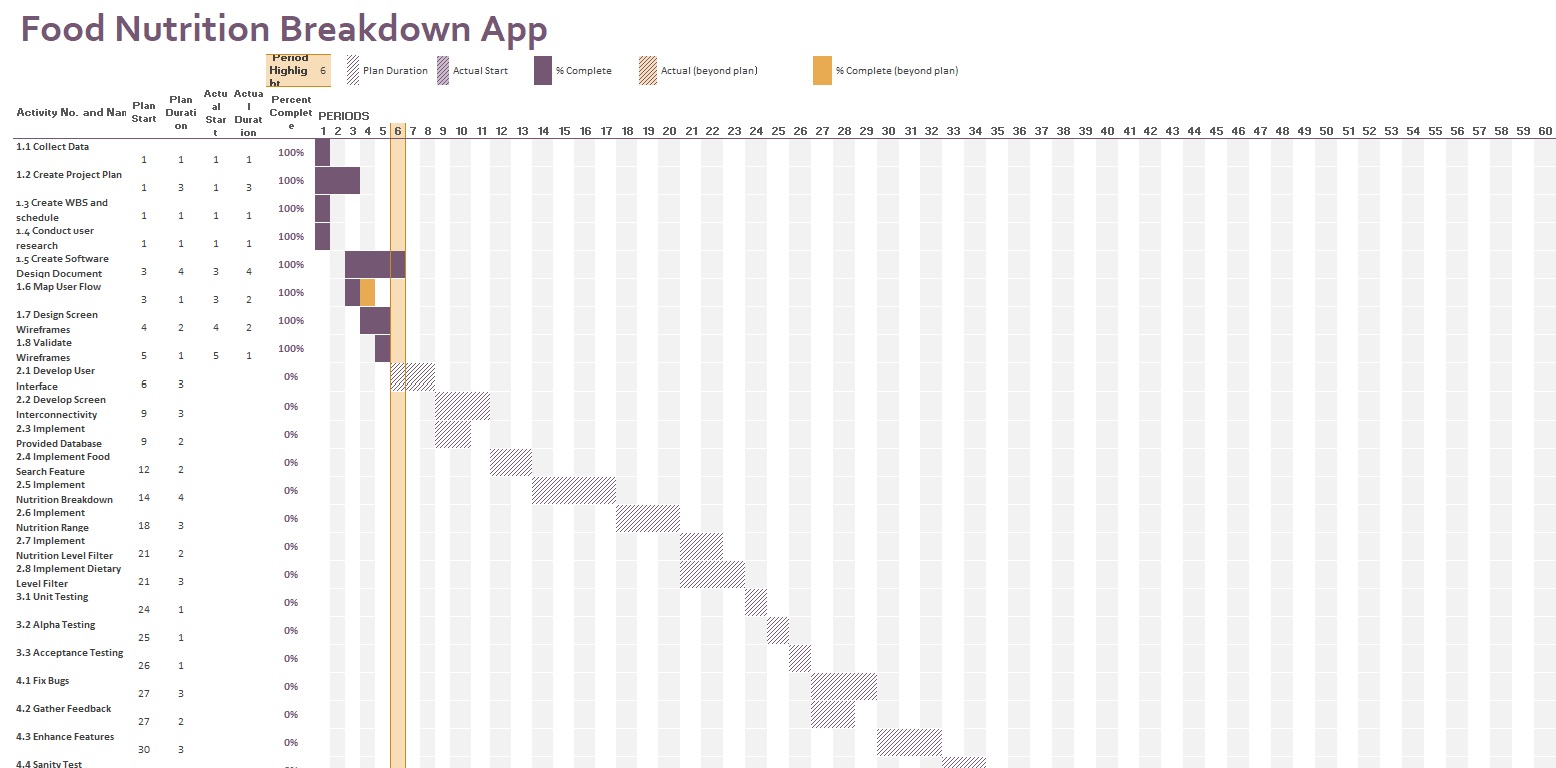 Food Nutrition Breakdown App
Period Highlig ht 6 Plan Duration Actual Start % Complete Actual (beyond plan) % Complete (beyond plan)
Activity No. and Nan Plan Start Plan Durati on Actu al Star t Actua l Durat ion Percent Complet e PERIODS
1 2 3 4 5 6 7 8 9 10 11 12 13 14 15 16 17 18 19 20 21 22 23 24 25 26 27 28 29 30 31 32 33 34 35 36 37 38 39 40 41 42 43 44 45 46 47 48 49 50 51 52 53 54 55 56 57 58 59 60
1.1 Collect Data 1 1 1 1 100%
1.2 Create Project Plan 1 3 1 3 100%
1.3 Create WBS and schedule 1 1 1 1 100%
1.4 Conduct user research 1 1 1 1 100%
1.5 Create Software Design Document 3 4 3 4 100%
1.6 Map User Flow 3 1 3 2 100%
1.7 Design Screen Wireframes 4 2 4 2 100%
1.8 Validate Wireframes 5 1 5 1 100%
2.1 Develop User Interface 6 3 0%
2.2 Develop Screen Interconnectivity 9 3 0%
2.3 Implement Provided Database 9 2 0%
2.4 Implement Food Search Feature 12 2 0%
2.5 Implement Nutrition Breakdown 14 4 0%
2.6 Implement Nutrition Range 18 3 0%
2.7 Implement Nutrition Level Filter 21 2 0%
2.8 Implement Dietary Level Filter 21 3 0%
3.1 Unit Testing 24 1 0%
3.2 Alpha Testing 25 1 0%
3.3 Acceptance Testing 26 1 0%
4.1 Fix Bugs 27 3 0%
4.2 Gather Feedback 27 2 0%
4.3 Enhance Features 30 3 0%
4.4 Sanity Test